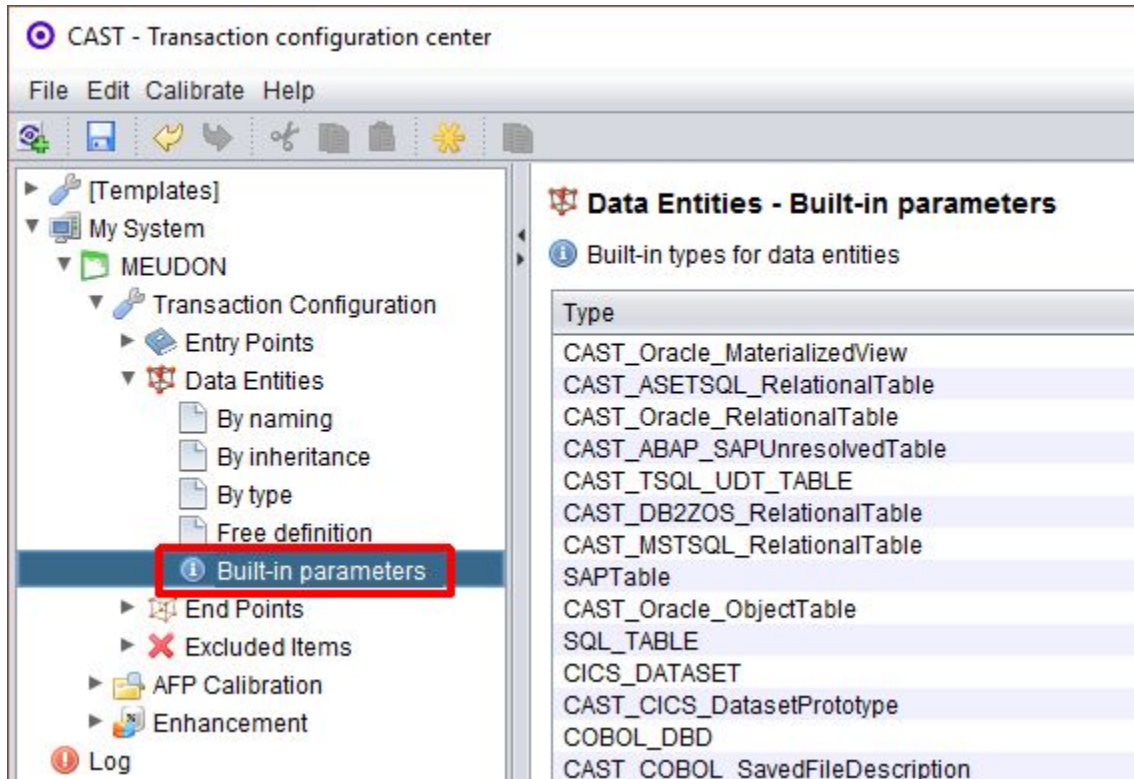 CAST - Transaction configuration center
File Edit Calibrate Help
[Templates]
My System
MEUDON
Transaction Configuration
Entry Points
Data Entities
By naming
By inheritance
By type
Free definition
Built-in parameters
End Points
Excluded Items
AFP Calibration
Enhancement
Log
Data Entities - Built-in parameters
Built-in types for data entities
Type
CAST_Oracle_MaterializedView
CAST_ASETSQL_RelationalTable
CAST_Oracle_RelationalTable
CAST_ABAP_SAPUnresolvedTable
CAST_TSQL_UDT_TABLE
CAST_DB2ZOS_RelationalTable
CAST_MSTSQL_RelationalTable
SAPTable
CAST_Oracle_ObjectTable
SQL_TABLE
CICS_DATASET
CAST_CICS_DatasetPrototype
COBOL_DBD
CAST_COBOL_SavedFileDescription